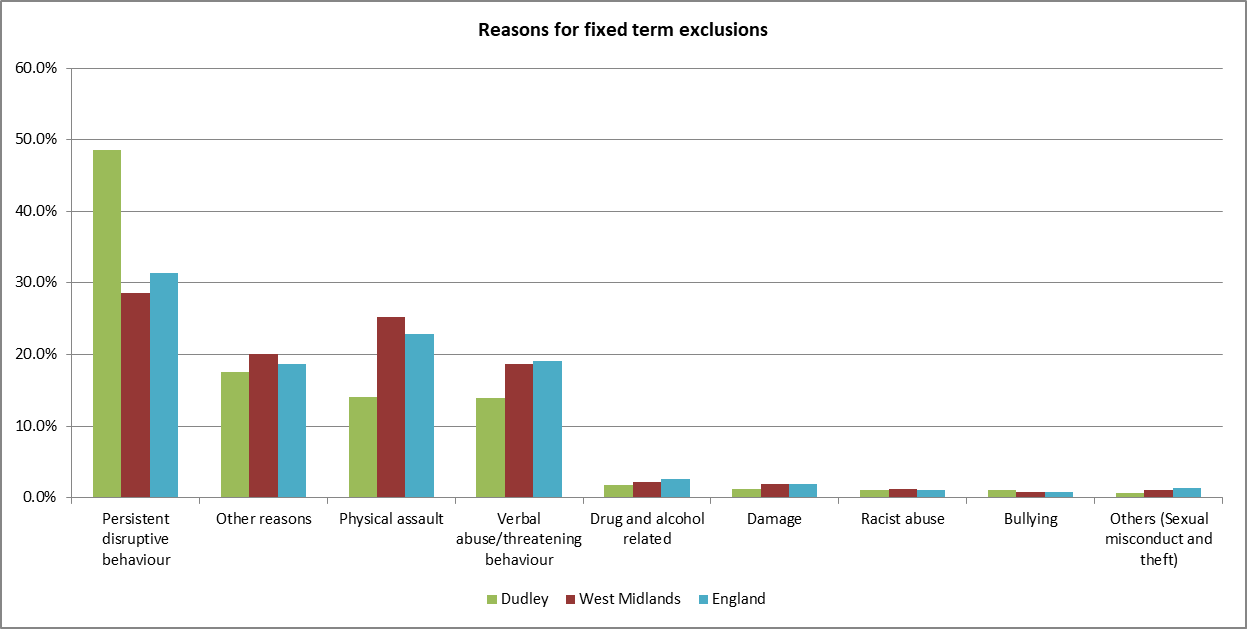 Reasons for fixed term exclusions
60.0%
50.0%
40.0%
30.0%
20.0%
10.0%
0.0%
Persistent
disruptive
behaviour
Other reasons
Physical assault
Verbal
abuse/threatening
behaviour
Drug and alcohol
related
Damage
Racist abuse
Bullying
Others (Sexual
misconduct and
theft)
Dudley
West Midlands
England